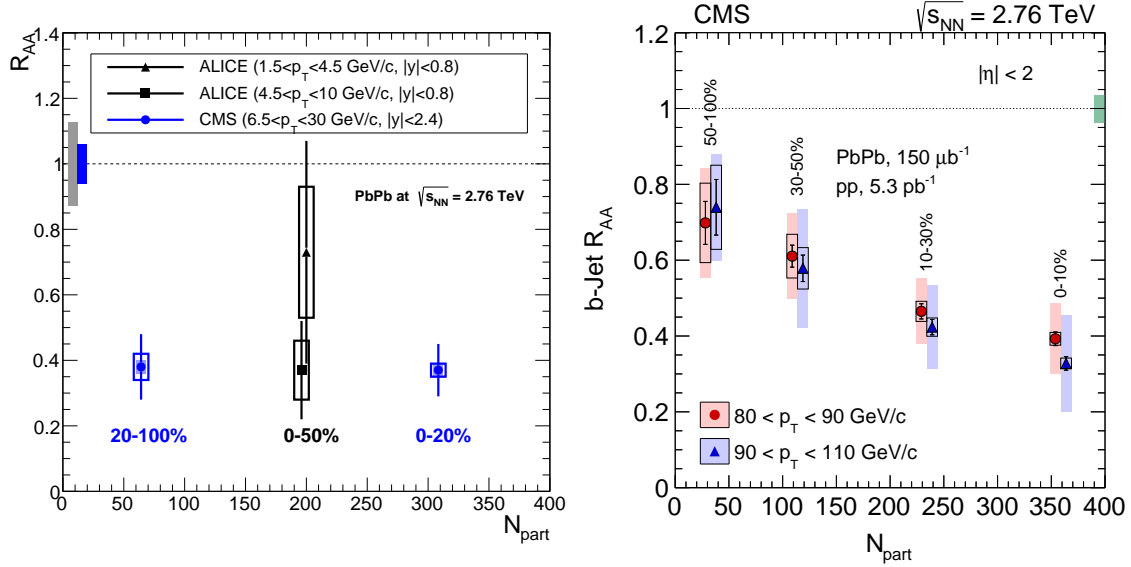 R_AA
1.4
1.2
1
0.8
0.6
0.4
0.2
0
0 50 100 150 200 250 300 350 400
N_part
ALICE (1.5<p_T<4.5 GeV/c, |y|<0.8)
ALICE (4.5<p_T<10 GeV/c, |y|<0.8)
CMS (6.5<p_T<30 GeV/c, |y|<2.4)
PbPb at √s_NN = 2.76 TeV
20-100%
0-50%
0-20%
CMS √s_NN = 2.76 TeV
b-Jet R_AA
1.2
1
0.8
0.6
0.4
0.2
0
0 50 100 150 200 250 300 350 400
N_part
|η| < 2
50-100%
30-50%
10-30%
0-10%
PbPb, 150 μb⁻¹
pp, 5.3 pb⁻¹
80 < p_T < 90 GeV/c
90 < p_T < 110 GeV/c